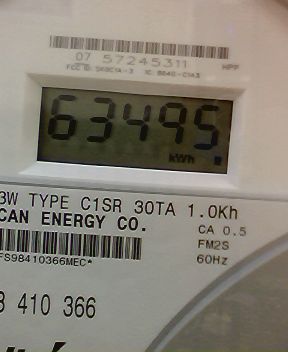 07 57245311
HPP
63495
kWh
3W TYPE C1SR 30TA 1.0Kh
CAN ENERGY CO.
CA 0.5
FM2S
60Hz
FS98410366MEC*
8 410 366